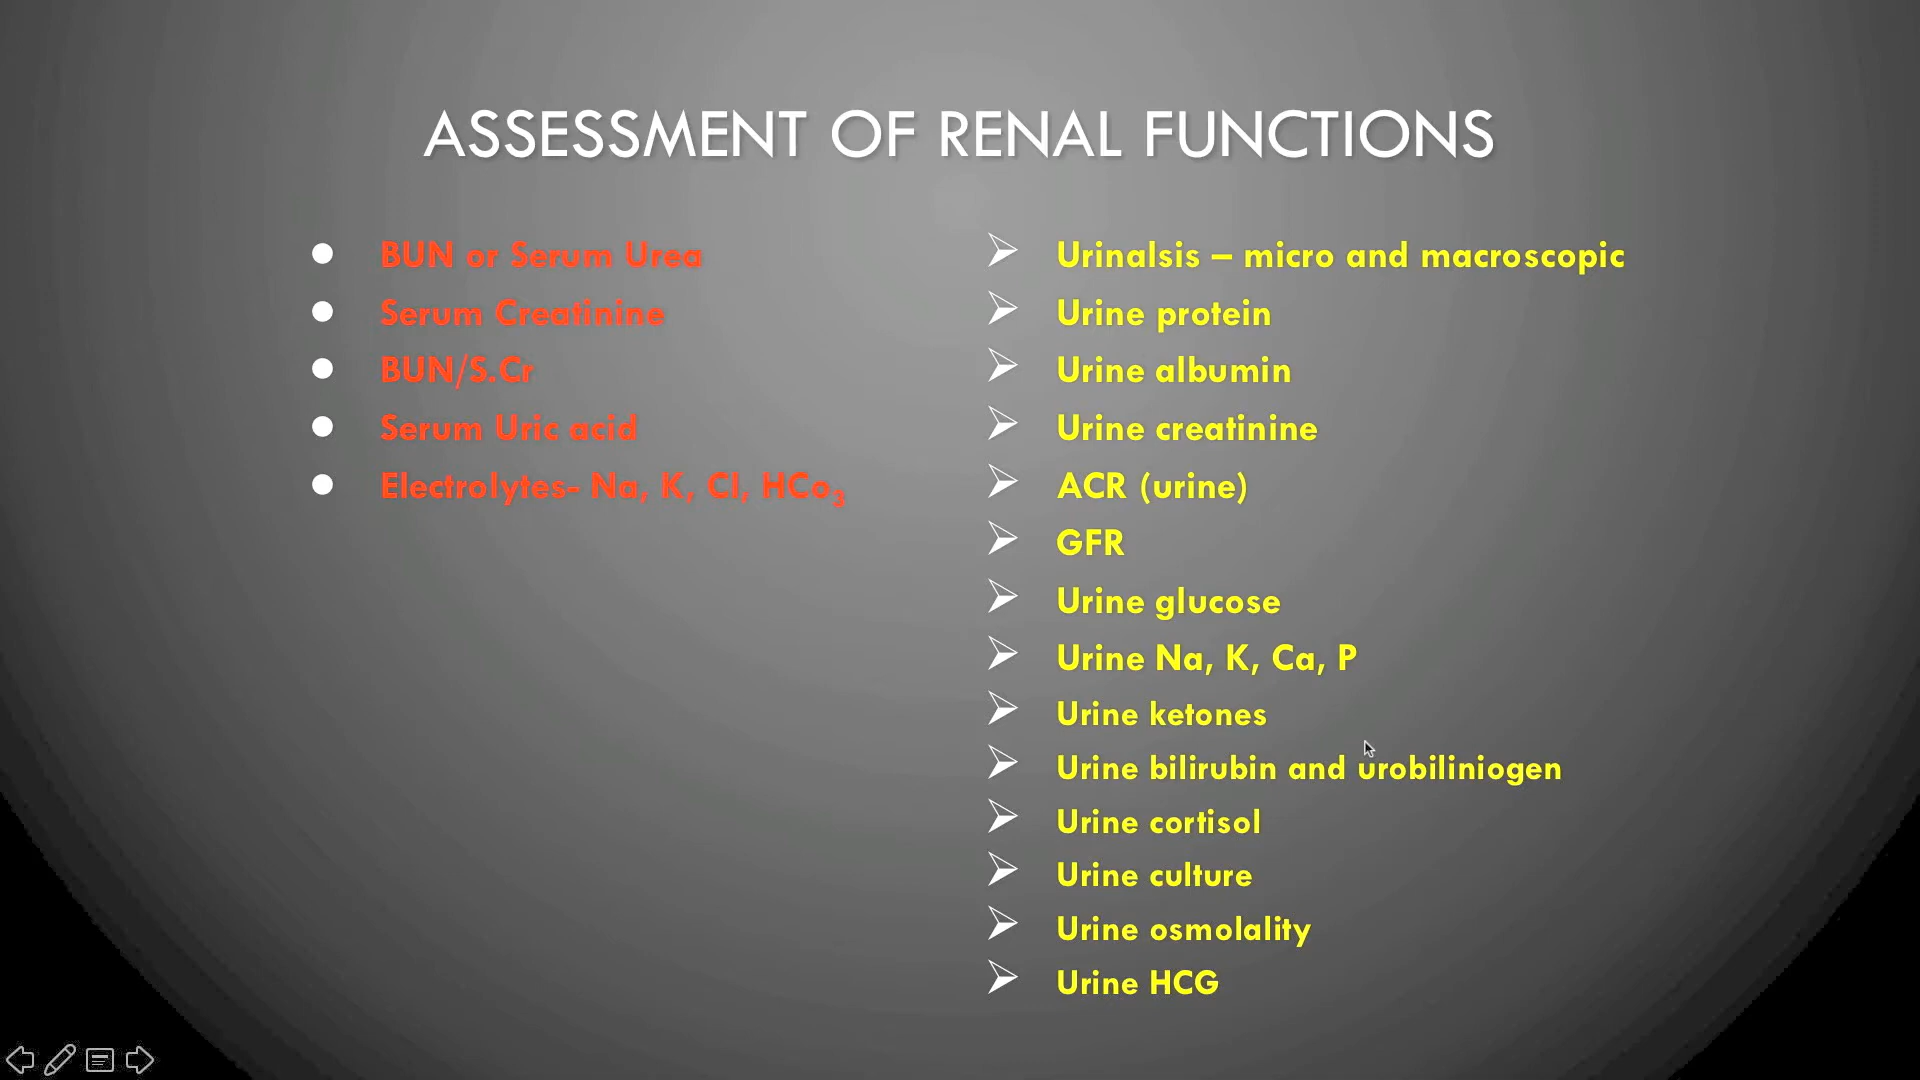 ASSESSMENT OF RENAL FUNCTIONS
BUN or Serum Urea
Serum Creatinine
BUN/S.Cr
Serum Uric acid
Electrolytes- Na, K, Cl, HCo₃
Urinalsis – micro and macroscopic
Urine protein
Urine albumin
Urine creatinine
ACR (urine)
GFR
Urine glucose
Urine Na, K, Ca, P
Urine ketones
Urine bilirubin and urobiliniogen
Urine cortisol
Urine culture
Urine osmolality
Urine HCG